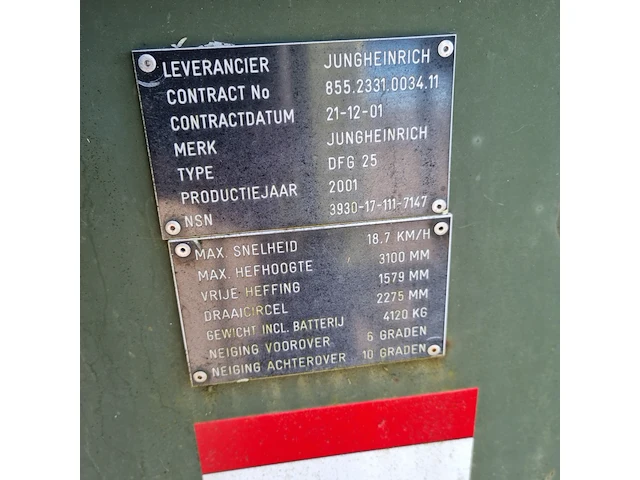 LEVERANCIER JUNGHEINRICH
CONTRACT No 855.2331.0034.11
CONTRACTDATUM 21-12-01
MERK JUNGHEINRICH
TYPE DFG 25
PRODUCTIEJAAR 2001
NSN 3930-17-111-7147
MAX. SNELHEID 18.7 KM/H
MAX. HEFHOOGTE 3100 MM
VRIJE HEFFING 1579 MM
DRAAICIRCEL 2275 MM
GEWICHT INCL. BATTERIJ 4120 KG
NEIGING VOOROVER 6 GRADEN
NEIGING ACHTEROVER 10 GRADEN